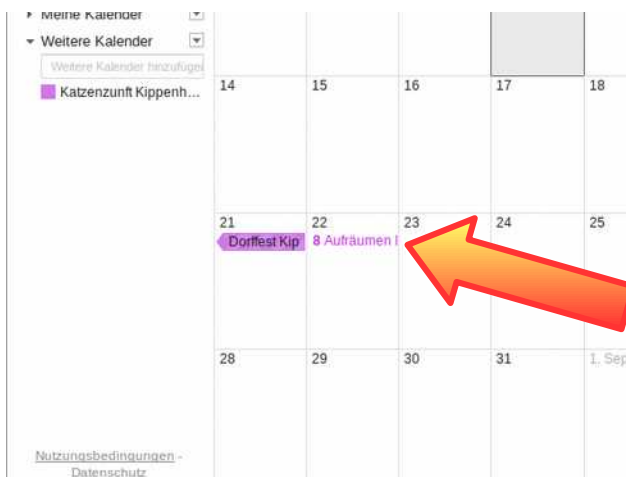 Meine Kalender
Weitere Kalender
Weitere Kalender hinzufügen
Katzenzunft Kippenh...
14 15 16 17 18
21 22 23 24 25
Dorffest Kip 8 Aufräumen
28 29 30 31 1. Sep
Nutzungsbedingungen -
Datenschutz